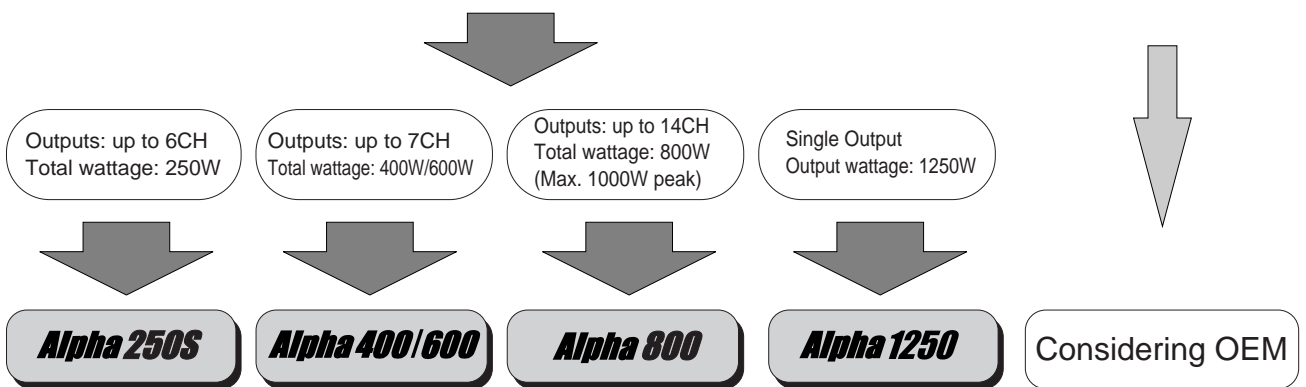 Outputs: up to 6CH
Total wattage: 250W
Outputs: up to 7CH
Total wattage: 400W/600W
Outputs: up to 14CH
Total wattage: 800W
(Max. 1000W peak)
Single Output
Output wattage: 1250W
Alpha 250S
Alpha 400/600
Alpha 800
Alpha 1250
Considering OEM